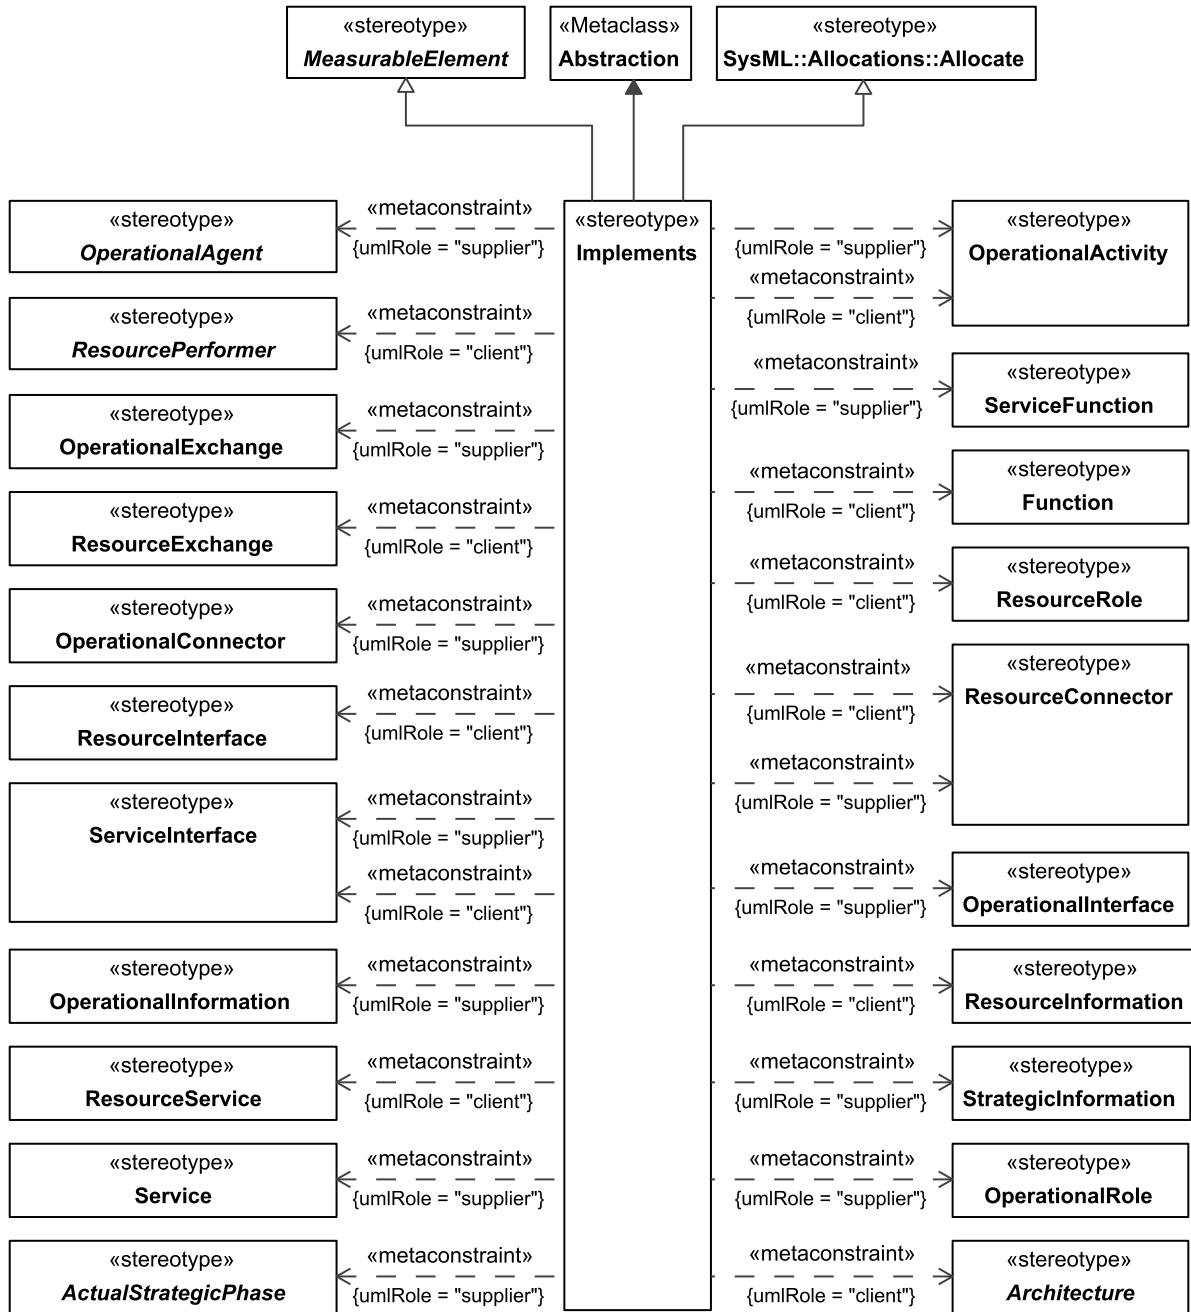 «stereotype»
MeasurableElement
«Metaclass»
Abstraction
«stereotype»
SysML::Allocations::Allocate
«stereotype»
Implements
«stereotype»
OperationalAgent
«metaconstraint»
{umlRole = "supplier"}
«stereotype»
ResourcePerformer
«metaconstraint»
{umlRole = "client"}
«stereotype»
OperationalExchange
«metaconstraint»
{umlRole = "supplier"}
«stereotype»
ResourceExchange
«metaconstraint»
{umlRole = "client"}
«stereotype»
OperationalConnector
«metaconstraint»
{umlRole = "supplier"}
«stereotype»
ResourceInterface
«metaconstraint»
{umlRole = "client"}
«stereotype»
ServiceInterface
«metaconstraint»
{umlRole = "supplier"}
«metaconstraint»
{umlRole = "client"}
«stereotype»
OperationalInformation
«metaconstraint»
{umlRole = "supplier"}
«stereotype»
ResourceService
«metaconstraint»
{umlRole = "client"}
«stereotype»
Service
«metaconstraint»
{umlRole = "supplier"}
«stereotype»
ActualStrategicPhase
«metaconstraint»
{umlRole = "supplier"}
{umlRole = "supplier"}
«stereotype»
OperationalActivity
«metaconstraint»
{umlRole = "client"}
«metaconstraint»
{umlRole = "supplier"}
«stereotype»
ServiceFunction
«metaconstraint»
{umlRole = "client"}
«stereotype»
Function
«metaconstraint»
{umlRole = "client"}
«stereotype»
ResourceRole
«metaconstraint»
{umlRole = "client"}
«stereotype»
ResourceConnector
«metaconstraint»
{umlRole = "supplier"}
«metaconstraint»
{umlRole = "supplier"}
«stereotype»
OperationalInterface
«metaconstraint»
{umlRole = "client"}
«stereotype»
ResourceInformation
«metaconstraint»
{umlRole = "supplier"}
«stereotype»
StrategicInformation
«metaconstraint»
{umlRole = "supplier"}
«stereotype»
OperationalRole
«metaconstraint»
{umlRole = "client"}
«stereotype»
Architecture